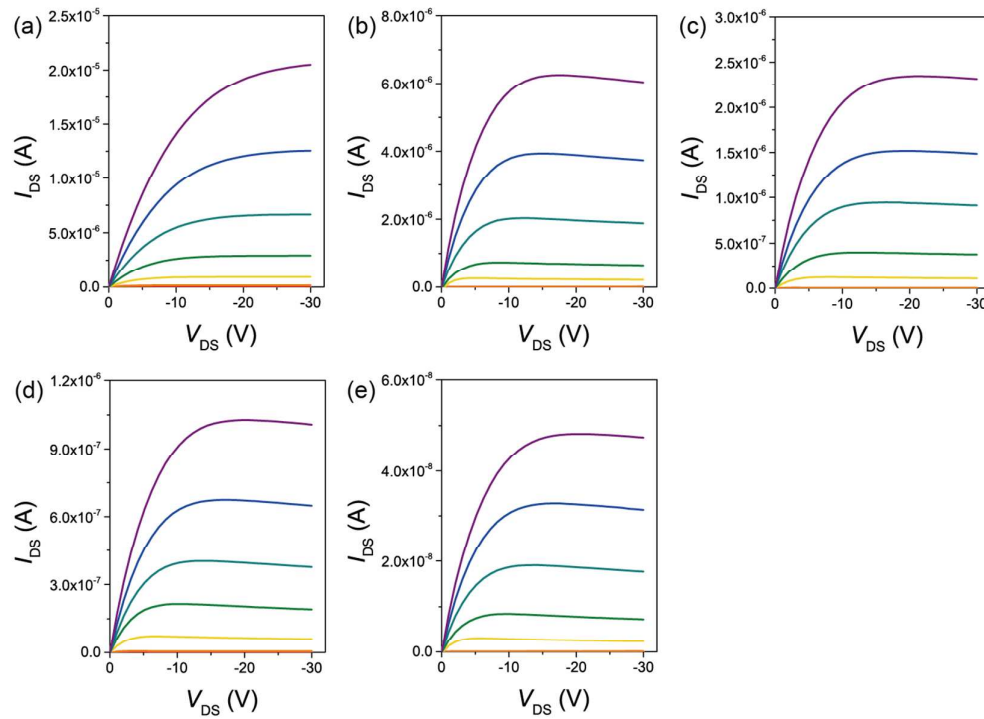 (a)
2.5x10⁻⁵
2.0x10⁻⁵
1.5x10⁻⁵
1.0x10⁻⁵
5.0x10⁻⁶
0.0
I_DS (A)
0 -10 -20 -30
V_DS (V)
(b)
8.0x10⁻⁶
6.0x10⁻⁶
4.0x10⁻⁶
2.0x10⁻⁶
0.0
I_DS (A)
0 -10 -20 -30
V_DS (V)
(c)
3.0x10⁻⁶
2.5x10⁻⁶
2.0x10⁻⁶
1.5x10⁻⁶
1.0x10⁻⁶
5.0x10⁻⁷
0.0
I_DS (A)
0 -10 -20 -30
V_DS (V)
(d)
1.2x10⁻⁶
9.0x10⁻⁷
6.0x10⁻⁷
3.0x10⁻⁷
0.0
I_DS (A)
0 -10 -20 -30
V_DS (V)
(e)
6.0x10⁻⁸
4.0x10⁻⁸
2.0x10⁻⁸
0.0
I_DS (A)
0 -10 -20 -30
V_DS (V)